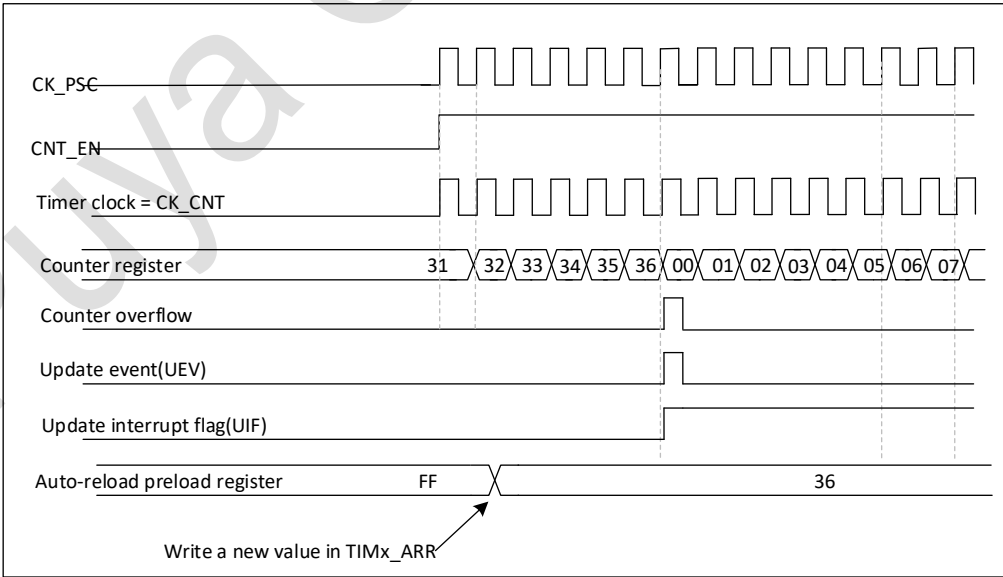 CK_PSC
CNT_EN
Timer clock = CK_CNT
Counter register 31 32 33 34 35 36 00 01 02 03 04 05 06 07
Counter overflow
Update event(UEV)
Update interrupt flag(UIF)
Auto-reload preload register FF 36
Write a new value in TIMx_ARR